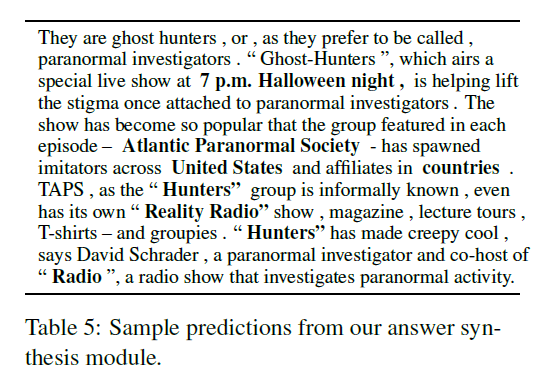 They are ghost hunters , or , as they prefer to be called ,
paranormal investigators . “ Ghost-Hunters ”, which airs a
special live show at 7 p.m. Halloween night , is helping lift
the stigma once attached to paranormal investigators . The
show has become so popular that the group featured in each
episode – Atlantic Paranormal Society - has spawned
imitators across United States and affiliates in countries .
TAPS , as the “ Hunters” group is informally known , even
has its own “ Reality Radio” show , magazine , lecture tours ,
T-shirts – and groupies . “ Hunters” has made creepy cool ,
says David Schrader , a paranormal investigator and co-host of
“ Radio ”, a radio show that investigates paranormal activity.
Table 5: Sample predictions from our answer syn-
thesis module.